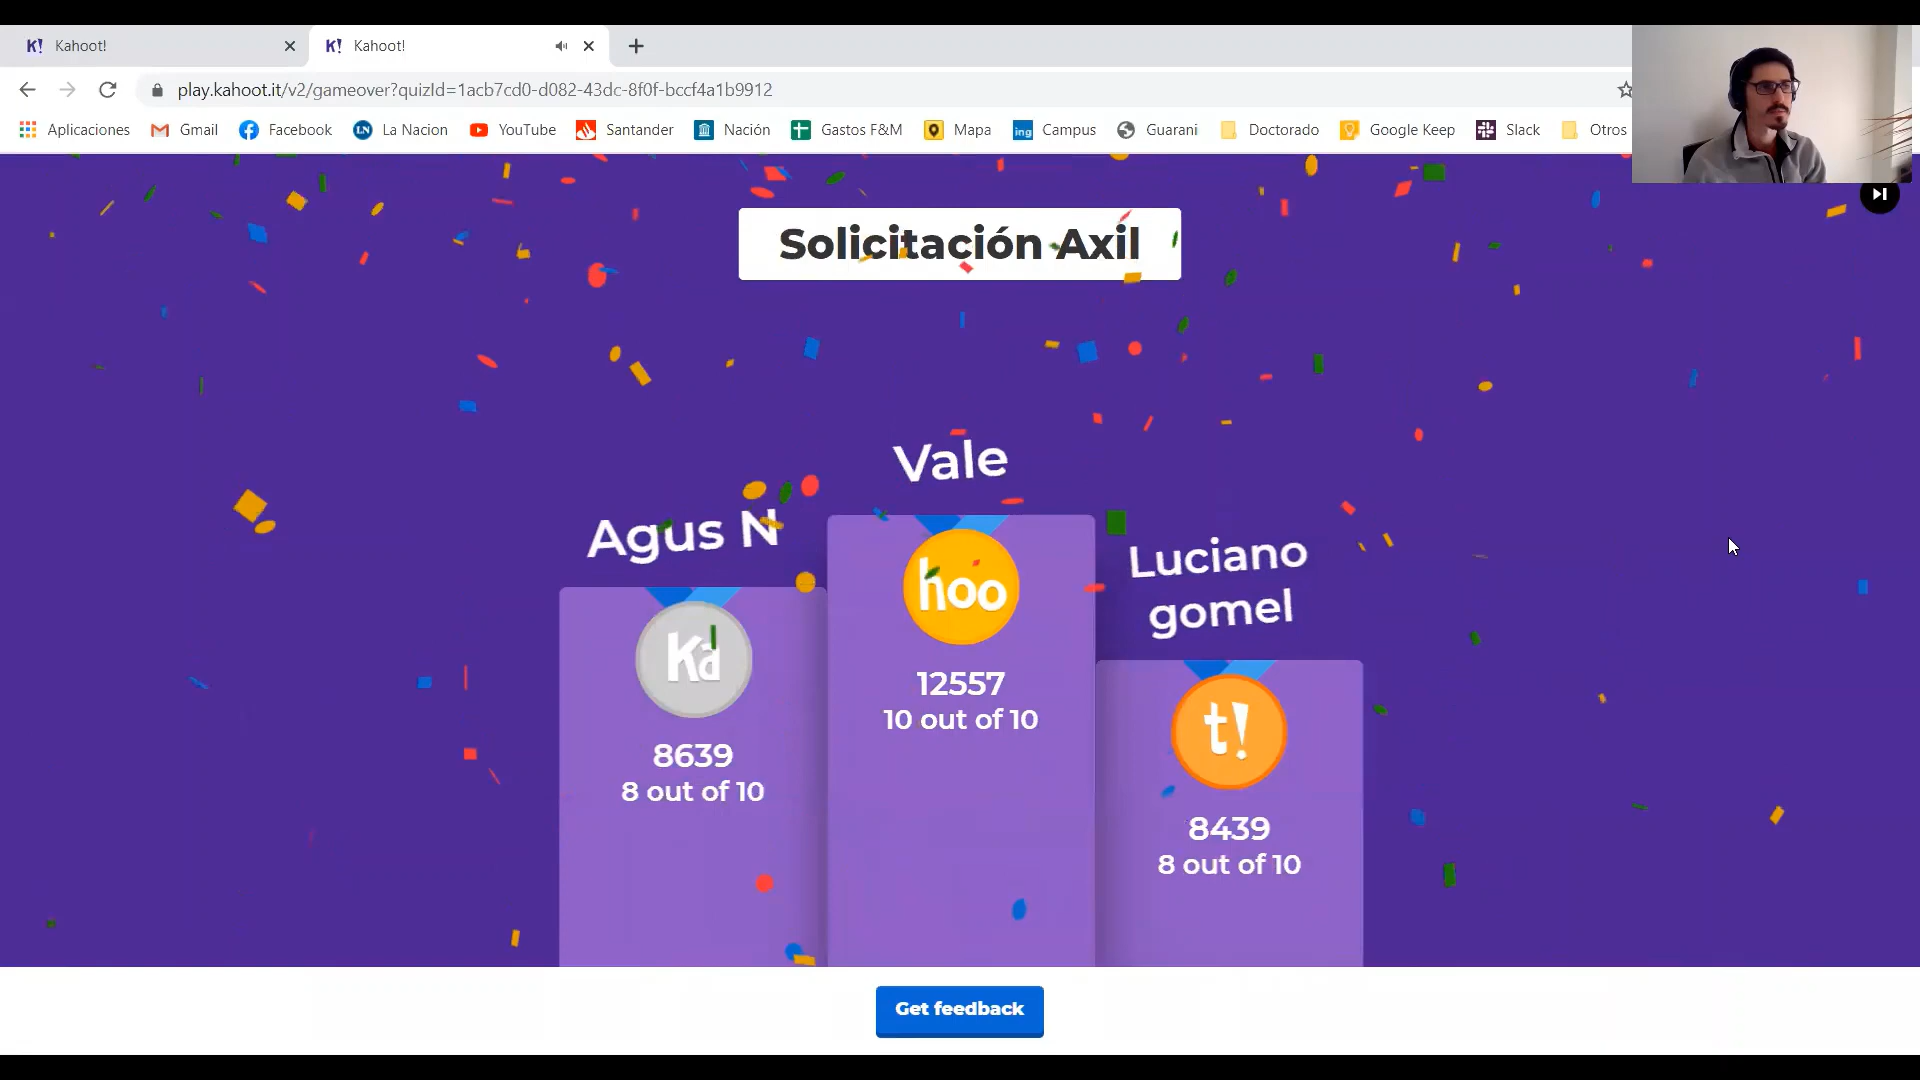 K! Kahoot!
K! Kahoot!
play.kahoot.it/v2/gameover?quizId=1acb7cd0-d082-43dc-8f0f-bccf4a1b9912
Aplicaciones Gmail Facebook LN La Nacion YouTube Santander Nación Gastos F&M Mapa ing Campus Guarani Doctorado Google Keep Slack Otros
Solicitación Axil
Vale
Agus N
Luciano
gomel
hoo
Ka
t!
12557
10 out of 10
8639
8 out of 10
8439
8 out of 10
Get feedback